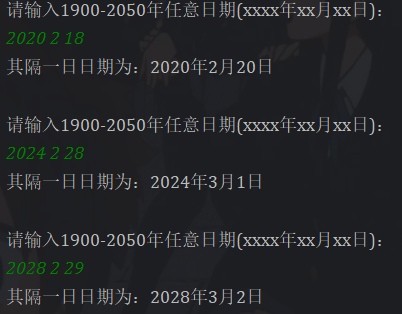 请输入1900-2050年任意日期(xxxx年xx月xx日)：
2020 2 18
其隔一日日期为：2020年2月20日
请输入1900-2050年任意日期(xxxx年xx月xx日)：
2024 2 28
其隔一日日期为：2024年3月1日
请输入1900-2050年任意日期(xxxx年xx月xx日)：
2028 2 29
其隔一日日期为：2028年3月2日